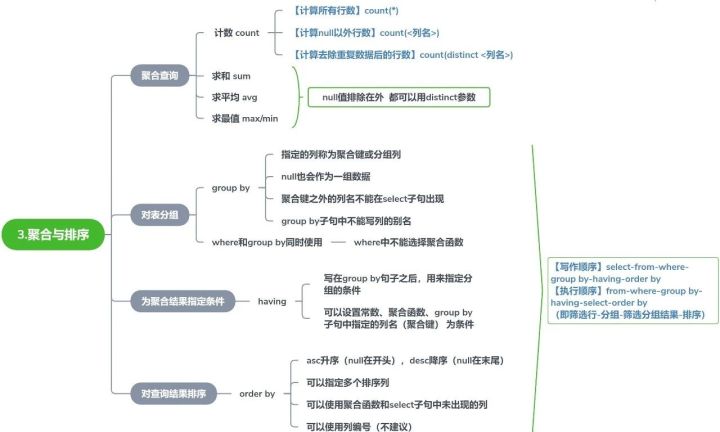 3.聚合与排序
聚合查询
计数 count
【计算所有行数】count(*)
【计算null以外行数】count(<列名>)
【计算去除重复数据后的行数】count(distinct <列名>)
求和 sum
求平均 avg
求最值 max/min
null值排除在外 都可以用distinct参数
对表分组
group by
指定的列称为聚合键或分组列
null也会作为一组数据
聚合键之外的列名不能在select子句出现
group by子句中不能写列的别名
where和group by同时使用
where中不能选择聚合函数
为聚合结果指定条件
having
写在group by句子之后，用来指定分
组的条件
可以设置常数、聚合函数、group by
子句中指定的列名（聚合键）为条件
对查询结果排序
order by
asc升序（null在开头），desc降序（null在末尾）
可以指定多个排序列
可以使用聚合函数和select子句中未出现的列
可以使用列编号（不建议）
【写作顺序】select-from-where-
group by-having-order by
【执行顺序】from-where-group by-
having-select-order by
（即筛选行-分组-筛选分组结果-排序）